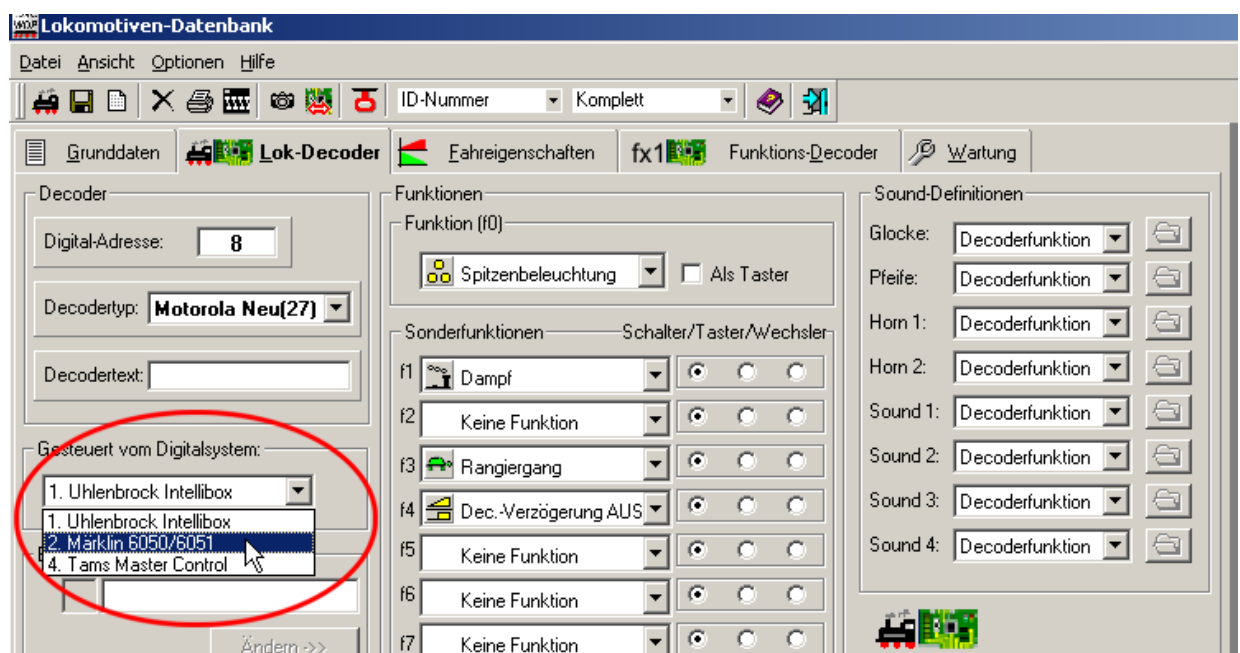 Lokomotiven-Datenbank
Datei Ansicht Optionen Hilfe
ID-Nummer Komplett
Grunddaten Lok-Decoder Fahreigenschaften fx1 Funktions-Decoder Wartung
Decoder
Digital-Adresse: 8
Decodertyp: Motorola Neu(27)
Decodertext:
Gesteuert vom Digitalsystem:
1. Uhlenbrock Intellibox
1. Uhlenbrock Intellibox
2. Märklin 6050/6051
4. Tams Master Control
Ändern ->>
Funktionen
Funktion (f0)
Spitzenbeleuchtung Als Taster
Sonderfunktionen Schalter/Taster/Wechsler
f1 Dampf
f2 Keine Funktion
f3 Rangiergang
f4 Dec.-Verzögerung AUS
f5 Keine Funktion
f6 Keine Funktion
f7 Keine Funktion
Sound-Definitionen
Glocke: Decoderfunktion
Pfeife: Decoderfunktion
Horn 1: Decoderfunktion
Horn 2: Decoderfunktion
Sound 1: Decoderfunktion
Sound 2: Decoderfunktion
Sound 3: Decoderfunktion
Sound 4: Decoderfunktion